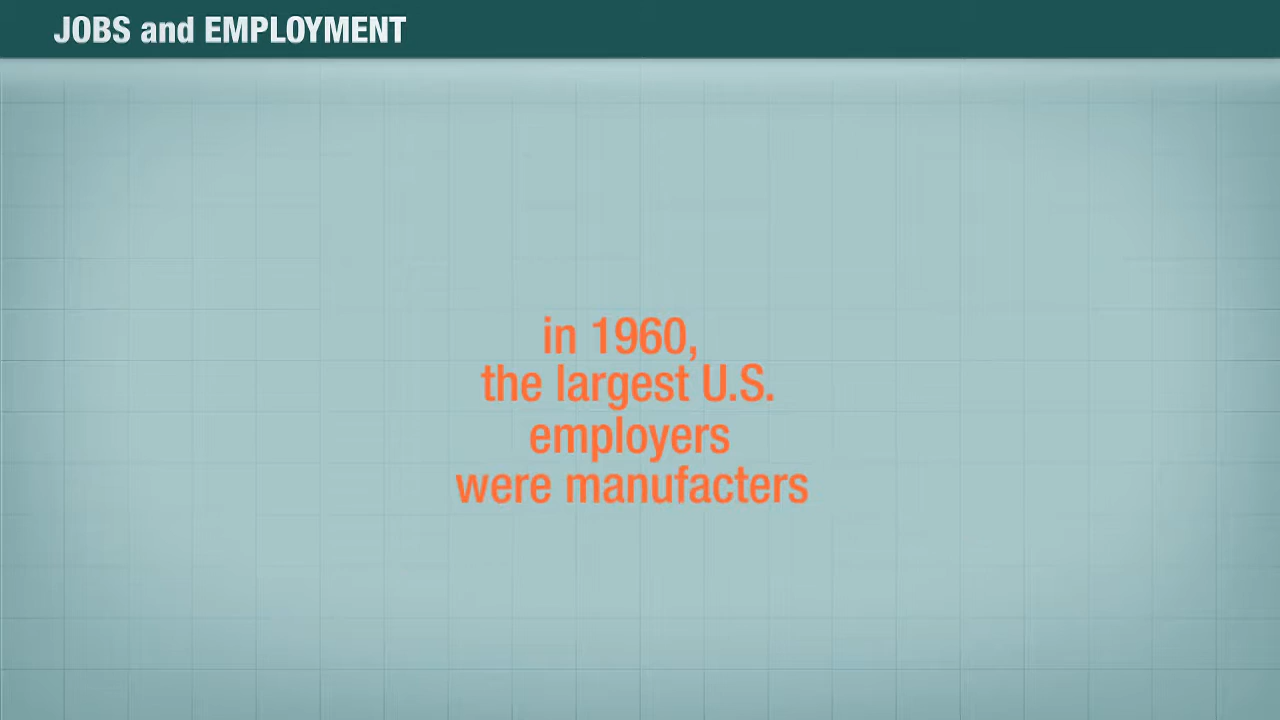 JOBS and EMPLOYMENT
in 1960,
the largest U.S.
employers
were manufacters